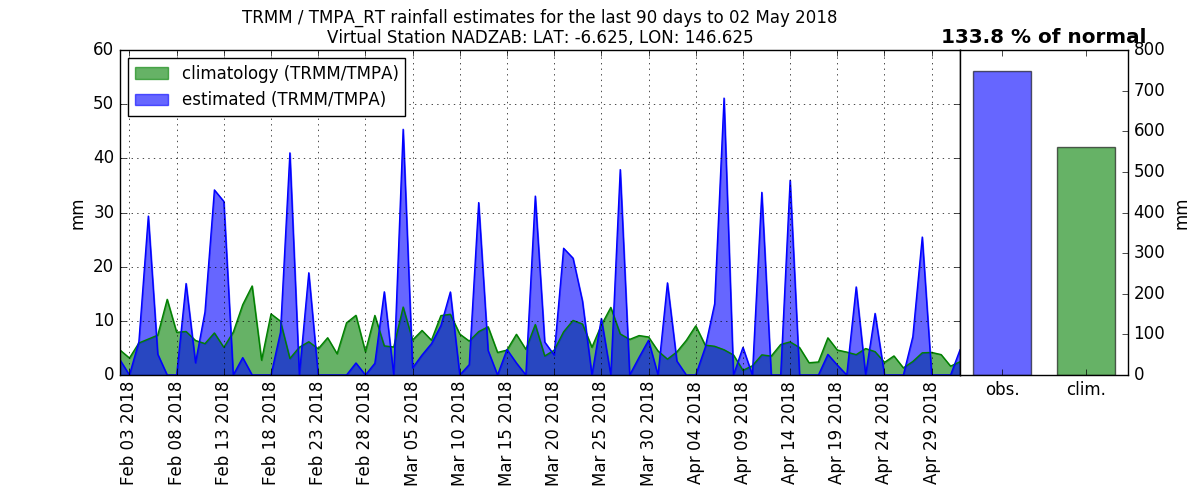 TRMM / TMPA_RT rainfall estimates for the last 90 days to 02 May 2018
Virtual Station NADZAB: LAT: -6.625, LON: 146.625
133.8 % of normal
climatology (TRMM/TMPA)
estimated (TRMM/TMPA)
60
50
40
30
20
10
0
mm
Feb 03 2018
Feb 08 2018
Feb 13 2018
Feb 18 2018
Feb 23 2018
Feb 28 2018
Mar 05 2018
Mar 10 2018
Mar 15 2018
Mar 20 2018
Mar 25 2018
Mar 30 2018
Apr 04 2018
Apr 09 2018
Apr 14 2018
Apr 19 2018
Apr 24 2018
Apr 29 2018
obs.
clim.
800
700
600
500
400
300
200
100
0
mm